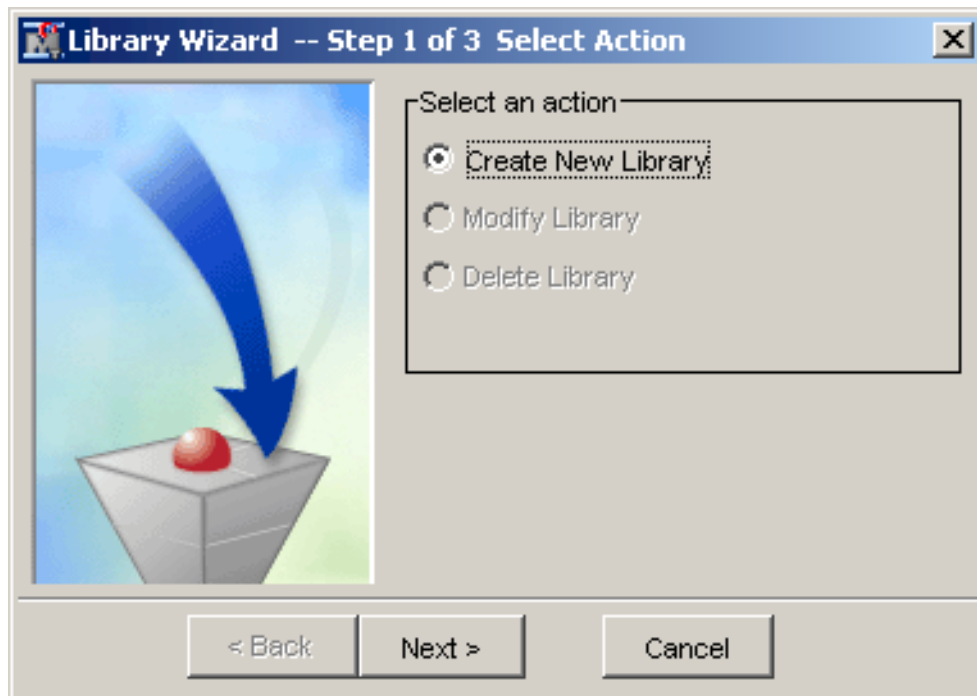 Library Wizard -- Step 1 of 3 Select Action
Select an action
Create New Library
Modify Library
Delete Library
< Back
Next >
Cancel